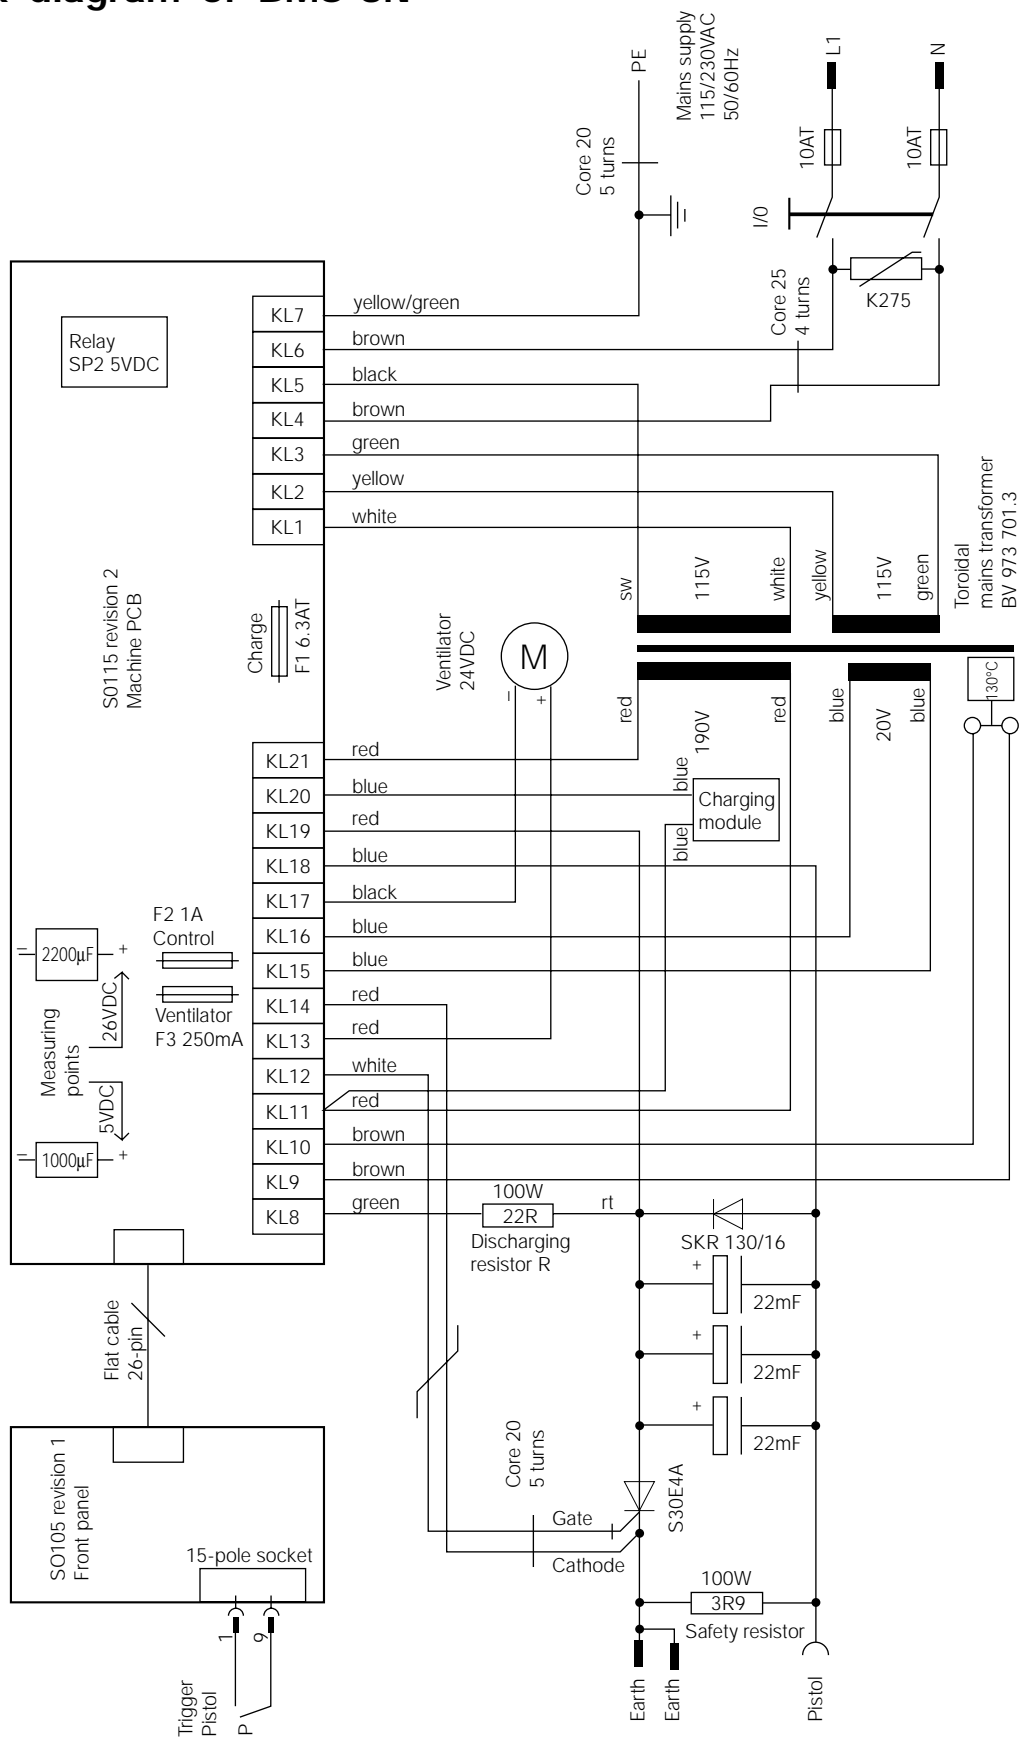 diagram of BMS-8N
PE
Mains supply
115/230VAC
50/60Hz
L1
N
10AT
10AT
Core 20
5 turns
I/0
K275
Core 25
4 turns
Relay
SP2 5VDC
KL7
yellow/green
KL6
brown
KL5
black
KL4
brown
KL3
green
KL2
yellow
KL1
white
S0115 revision 2
Machine PCB
Charge
F1 6.3AT
Ventilator
24VDC
M
–
+
sw
115V
white
yellow
115V
green
Toroidal
mains transformer
BV 973 701.3
130°C
red
190V
red
blue
20V
blue
KL21
red
KL20
blue
KL19
red
KL18
blue
KL17
black
KL16
blue
KL15
blue
KL14
red
KL13
red
KL12
white
KL11
red
KL10
brown
KL9
brown
KL8
green
blue
blue
Charging
module
F2 1A
Control
Ventilator
F3 250mA
–
2200µF
+
26VDC
Measuring
points
5VDC
–
1000µF
+
100W
22R
rt
Discharging
resistor R
SKR 130/16
+
22mF
+
22mF
+
22mF
Flat cable
26-pin
SO105 revision 1
Front panel
15-pole socket
1
9
Trigger
Pistol
P
Core 20
5 turns
Gate
Cathode
S30E4A
100W
3R9
Safety resistor
Earth
Earth
Pistol